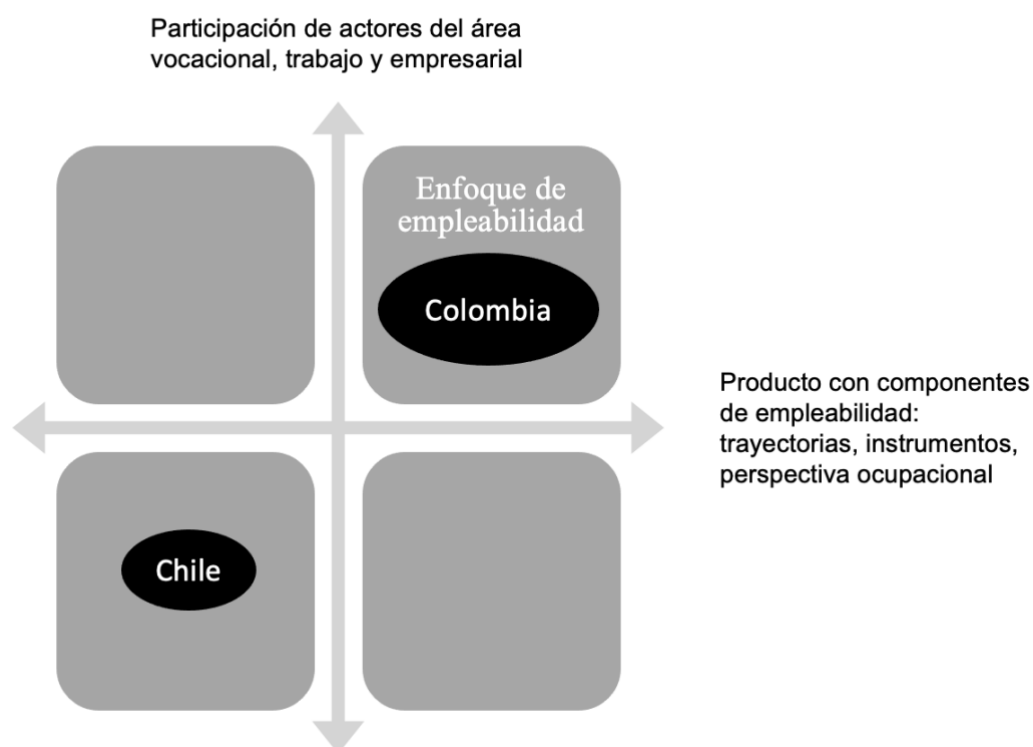 Participación de actores del área
vocacional, trabajo y empresarial
Enfoque de
empleabilidad
Colombia
Producto con componentes
de empleabilidad:
trayectorias, instrumentos,
perspectiva ocupacional
Chile